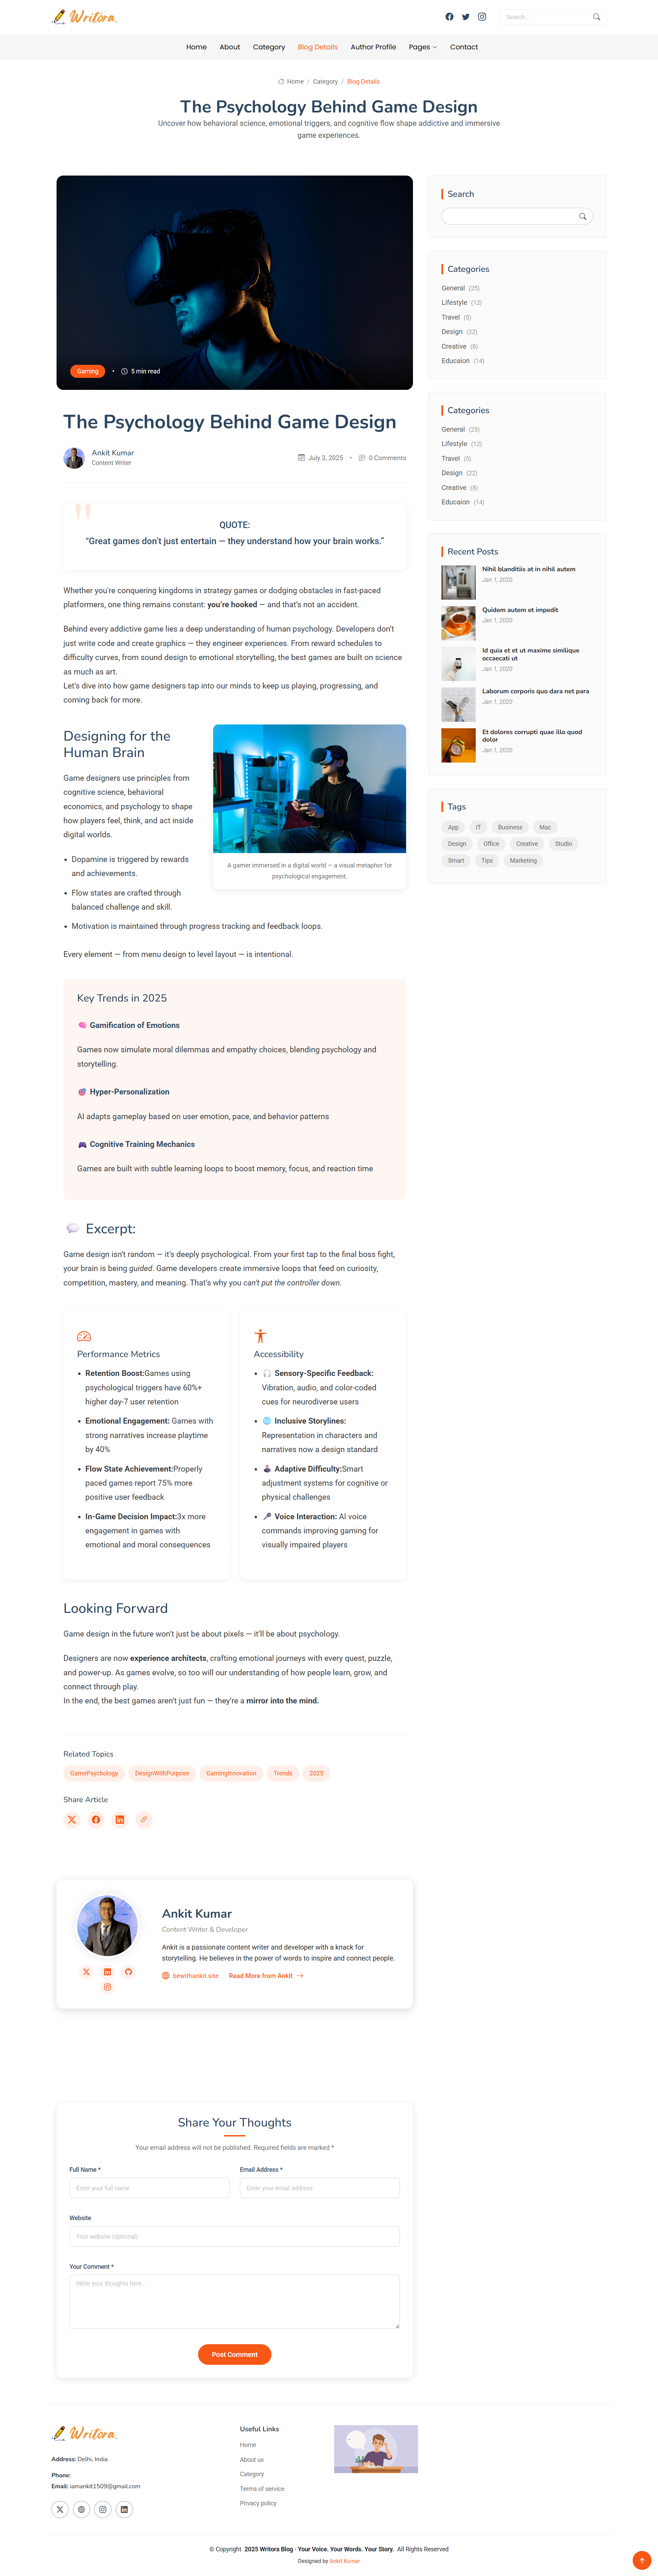 Writora.
Search...
Home About Category Blog Details Author Profile Pages Contact
Home / Category / Blog Details
The Psychology Behind Game Design
Uncover how behavioral science, emotional triggers, and cognitive flow shape addictive and immersive
game experiences.
Gaming • 5 min read
The Psychology Behind Game Design
Ankit Kumar
Content Writer
July 3, 2025 • 0 Comments
"
QUOTE:
“Great games don’t just entertain — they understand how your brain works.”
Whether you're conquering kingdoms in strategy games or dodging obstacles in fast-paced
platformers, one thing remains constant: you're hooked — and that's not an accident.
Behind every addictive game lies a deep understanding of human psychology. Developers don’t
just write code and create graphics — they engineer experiences. From reward schedules to
difficulty curves, from sound design to emotional storytelling, the best games are built on science
as much as art.
Let’s dive into how game designers tap into our minds to keep us playing, progressing, and
coming back for more.
Designing for the
Human Brain
Game designers use principles from
cognitive science, behavioral
economics, and psychology to shape
how players feel, think, and act inside
digital worlds.
• Dopamine is triggered by rewards
and achievements.
• Flow states are crafted through
balanced challenge and skill.
• Motivation is maintained through progress tracking and feedback loops.
A gamer immersed in a digital world — a visual metaphor for
psychological engagement.
Every element — from menu design to level layout — is intentional.
Key Trends in 2025
🧠 Gamification of Emotions
Games now simulate moral dilemmas and empathy choices, blending psychology and
storytelling.
🎯 Hyper-Personalization
AI adapts gameplay based on user emotion, pace, and behavior patterns
🎮 Cognitive Training Mechanics
Games are built with subtle learning loops to boost memory, focus, and reaction time
💬 Excerpt:
Game design isn’t random — it’s deeply psychological. From your first tap to the final boss fight,
your brain is being guided. Game developers create immersive loops that feed on curiosity,
competition, mastery, and meaning. That’s why you can’t put the controller down.
Performance Metrics
• Retention Boost:Games using
psychological triggers have 60%+
higher day-7 user retention
• Emotional Engagement: Games with
strong narratives increase playtime
by 40%
• Flow State Achievement:Properly
paced games report 75% more
positive user feedback
• In-Game Decision Impact:3x more
engagement in games with
emotional and moral consequences
Accessibility
• 🎧 Sensory-Specific Feedback:
Vibration, audio, and color-coded
cues for neurodiverse users
• 🌐 Inclusive Storylines:
Representation in characters and
narratives now a design standard
• 🕹️ Adaptive Difficulty:Smart
adjustment systems for cognitive or
physical challenges
• 🎤 Voice Interaction: AI voice
commands improving gaming for
visually impaired players
Looking Forward
Game design in the future won’t just be about pixels — it’ll be about psychology.
Designers are now experience architects, crafting emotional journeys with every quest, puzzle,
and power-up. As games evolve, so too will our understanding of how people learn, grow, and
connect through play.
In the end, the best games aren’t just fun — they’re a mirror into the mind.
Related Topics
GamePsychology DesignWithPurpose GamingInnovation Trends 2025
Share Article
Ankit Kumar
Content Writer & Developer
Ankit is a passionate content writer and developer with a knack for
storytelling. He believes in the power of words to inspire and connect people.
bewithankit.site Read More from Ankit →
Share Your Thoughts
Your email address will not be published. Required fields are marked *
Full Name * Email Address *
Enter your full name Enter your email address
Website
Your website (optional)
Your Comment *
Write your thoughts here...
Post Comment
Search
Categories
General (25)
Lifestyle (12)
Travel (5)
Design (22)
Creative (8)
Educaion (14)
Categories
General (25)
Lifestyle (12)
Travel (5)
Design (22)
Creative (8)
Educaion (14)
Recent Posts
Nihil blanditiis at in nihil autem
Jan 1, 2020
Quidem autem et impedit
Jan 1, 2020
Id quia et et ut maxime similique
occaecati ut
Jan 1, 2020
Laborum corporis quo dara net para
Jan 1, 2020
Et dolores corrupti quae illo quod
dolor
Jan 1, 2020
Tags
App IT Business Mac
Design Office Creative Studio
Smart Tips Marketing
Writora.
Address: Delhi, India
Phone:
Email: iamankit1509@gmail.com
Useful Links
Home
About us
Category
Terms of service
Privacy policy
© Copyright 2025 Writora Blog · Your Voice. Your Words. Your Story. All Rights Reserved
Designed by Ankit Kumar